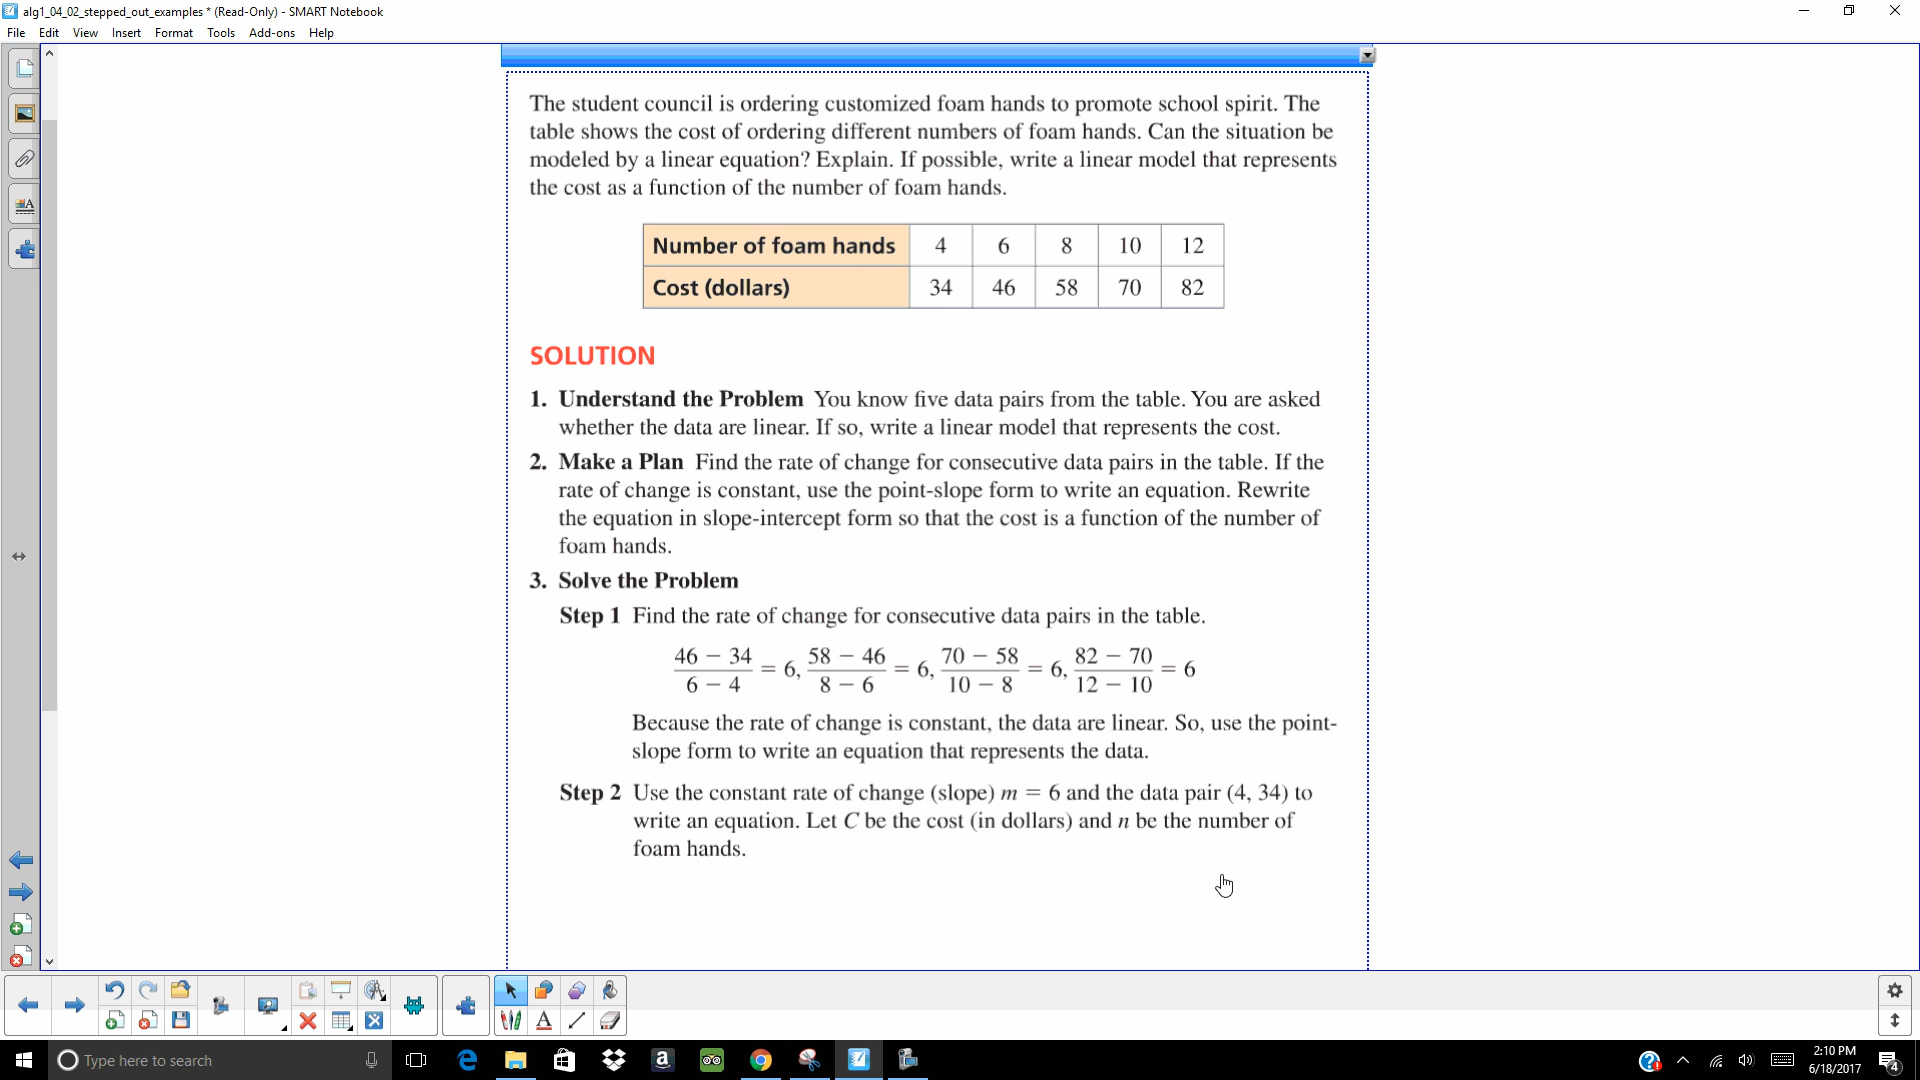 alg1_04_02_stepped_out_examples * (Read-Only) - SMART Notebook
File Edit View Insert Format Tools Add-ons Help
The student council is ordering customized foam hands to promote school spirit. The
table shows the cost of ordering different numbers of foam hands. Can the situation be
modeled by a linear equation? Explain. If possible, write a linear model that represents
the cost as a function of the number of foam hands.
Number of foam hands 4 6 8 10 12
Cost (dollars) 34 46 58 70 82
SOLUTION
1. Understand the Problem You know five data pairs from the table. You are asked
whether the data are linear. If so, write a linear model that represents the cost.
2. Make a Plan Find the rate of change for consecutive data pairs in the table. If the
rate of change is constant, use the point-slope form to write an equation. Rewrite
the equation in slope-intercept form so that the cost is a function of the number of
foam hands.
3. Solve the Problem
Step 1 Find the rate of change for consecutive data pairs in the table.
46 − 34 / 6 − 4 = 6, 58 − 46 / 8 − 6 = 6, 70 − 58 / 10 − 8 = 6, 82 − 70 / 12 − 10 = 6
Because the rate of change is constant, the data are linear. So, use the point-
slope form to write an equation that represents the data.
Step 2 Use the constant rate of change (slope) m = 6 and the data pair (4, 34) to
write an equation. Let C be the cost (in dollars) and n be the number of
foam hands.
Type here to search
2:10 PM
6/18/2017
4